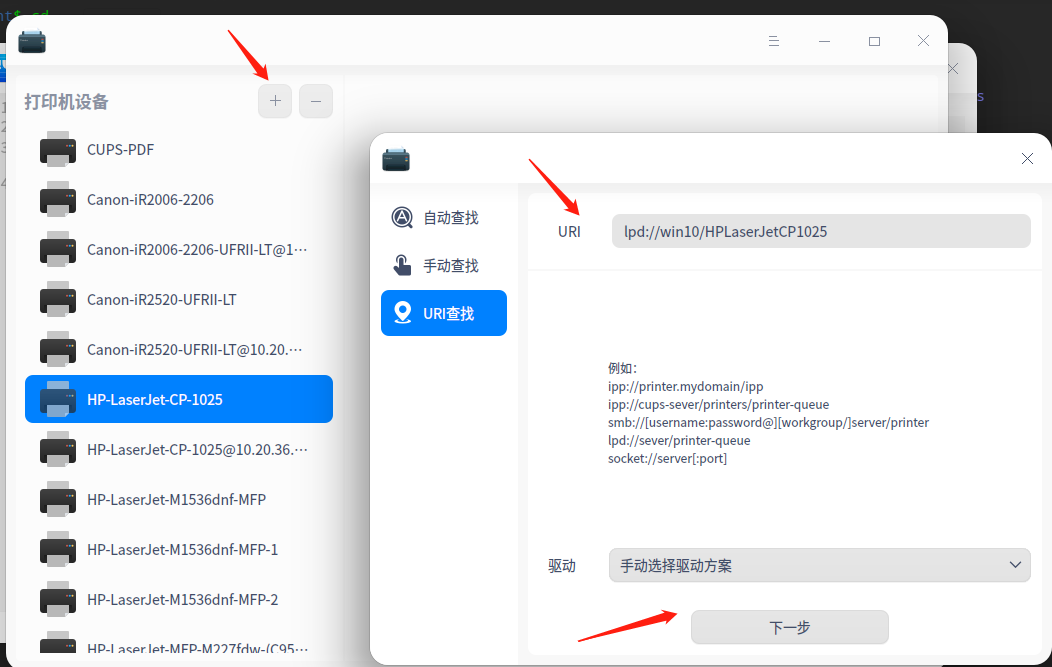 打印机设备
CUPS-PDF
Canon-iR2006-2206
Canon-iR2006-2206-UFRII-LT@1···
Canon-iR2520-UFRII-LT
Canon-iR2520-UFRII-LT@10.20.···
HP-LaserJet-CP-1025
HP-LaserJet-CP-1025@10.20.36.···
HP-LaserJet-M1536dnf-MFP
HP-LaserJet-M1536dnf-MFP-1
HP-LaserJet-M1536dnf-MFP-2
HP-LaserJet-MFP-M227fdw-(C95···
自动查找
手动查找
URI查找
URI
lpd://win10/HPLaserJetCP1025
例如：
ipp://printer.mydomain/ipp
ipp://cups-sever/printers/printer-queue
smb://[username:password@][workgroup/]server/printer
lpd://sever/printer-queue
socket://server[:port]
驱动
手动选择驱动方案
下一步